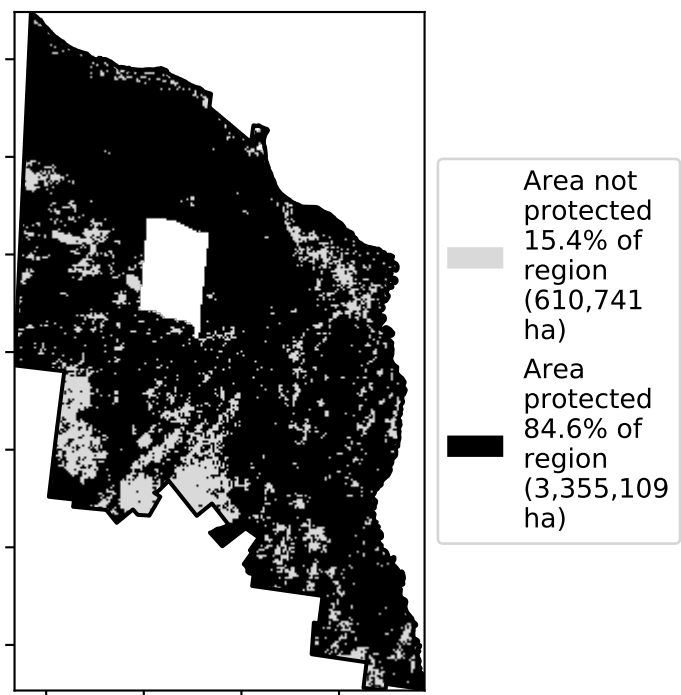 Area not
protected
15.4% of
region
(610,741
ha)
Area
protected
84.6% of
region
(3,355,109
ha)